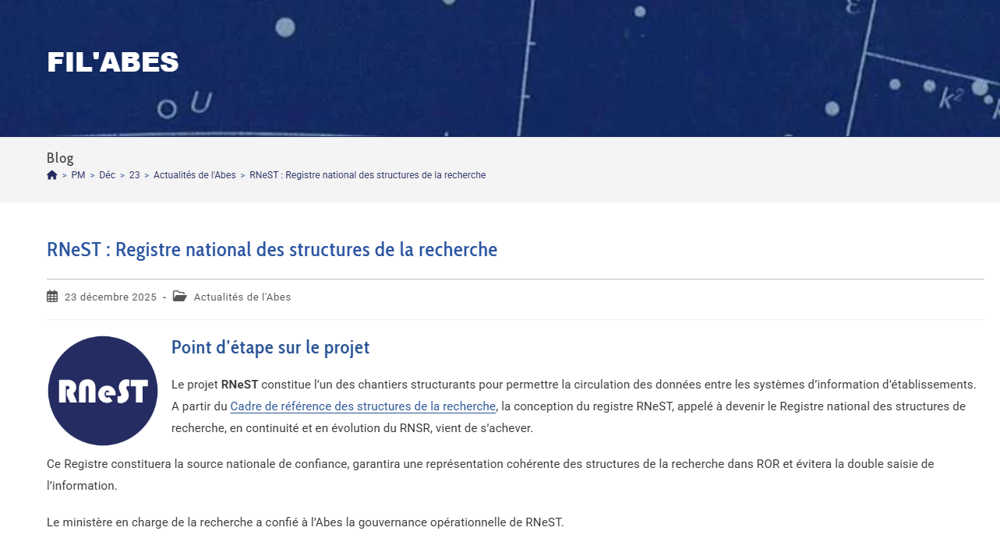 FIL'ABES
U
ε
k²
k
Blog
> PM > Déc > 23 > Actualités de l'Abes > RNeST : Registre national des structures de la recherche
RNeST : Registre national des structures de la recherche
23 décembre 2025 - Actualités de l'Abes
RNeST
Point d’étape sur le projet
Le projet RNeST constitue l’un des chantiers structurants pour permettre la circulation des données entre les systèmes d’information d’établissements.
A partir du Cadre de référence des structures de la recherche, la conception du registre RNeST, appelé à devenir le Registre national des structures de
recherche, en continuité et en évolution du RNSR, vient de s’achever.
Ce Registre constituera la source nationale de confiance, garantira une représentation cohérente des structures de la recherche dans ROR et évitera la double saisie de
l’information.
Le ministère en charge de la recherche a confié à l’Abes la gouvernance opérationnelle de RNeST.